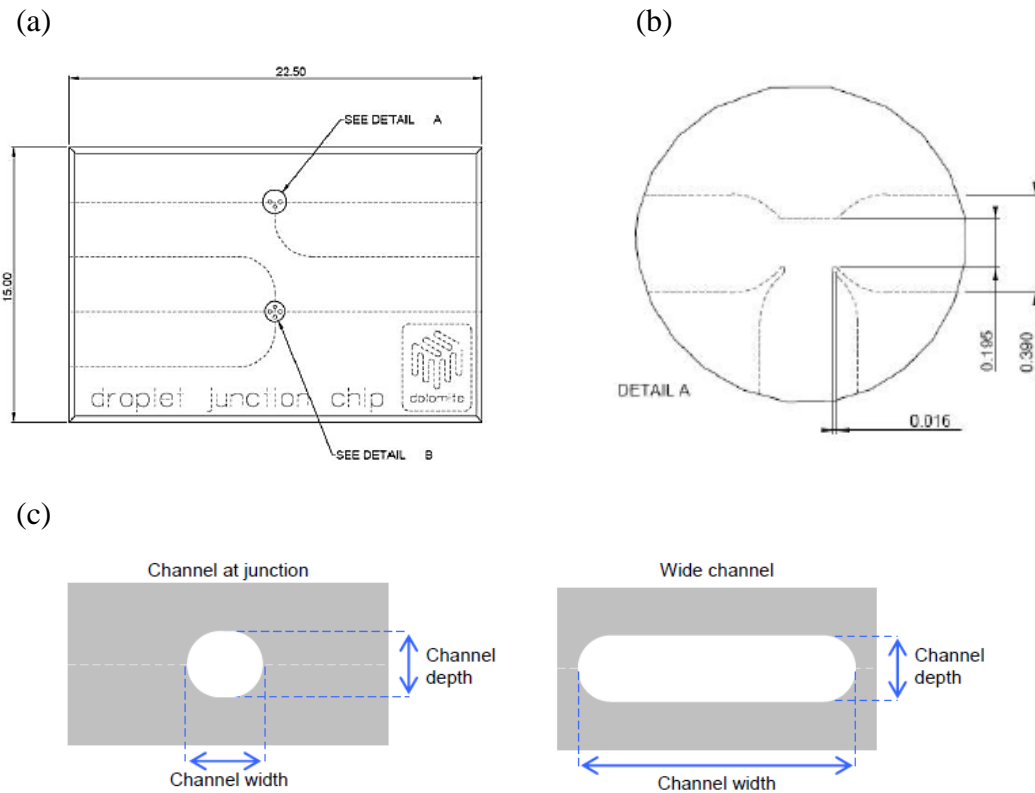 (a)
(b)
22.50
SEE DETAIL A
15.00
droplet junction chip
dolomite
SEE DETAIL B
DETAIL A
0.195
0.390
0.016
(c)
Channel at junction
Wide channel
Channel
depth
Channel
depth
Channel width
Channel width